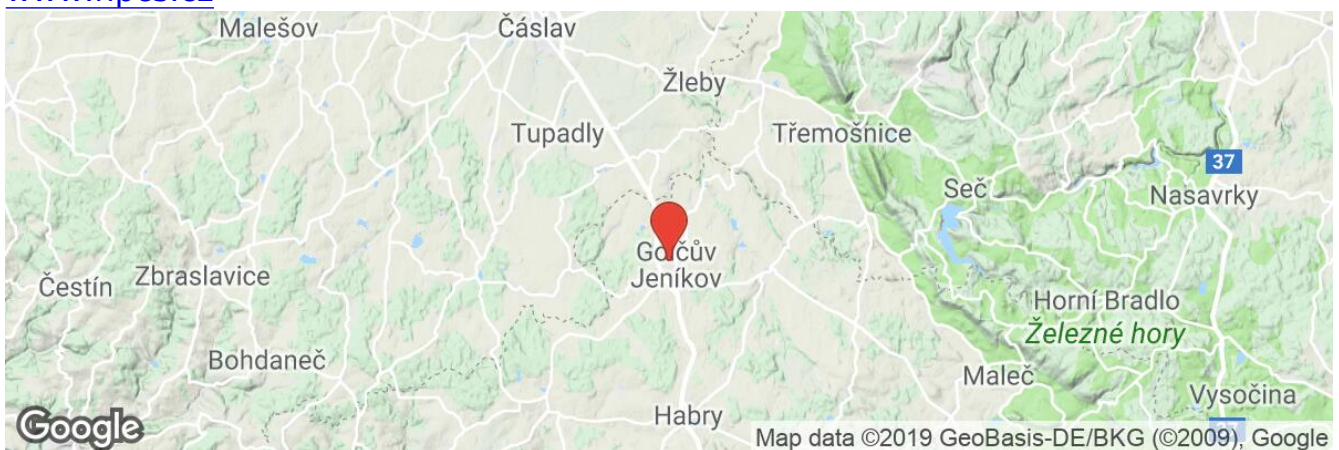 Malešov
Čáslav
Žleby
Tupadly
Třemošnice
37
Seč
Nasavrky
Golčův
Jeníkov
Čestín
Zbraslavice
Horní Bradlo
Železné hory
Bohdaneč
Maleč
Vysočina
Habry
37
Google
Map data ©2019 GeoBasis-DE/BKG (©2009), Google